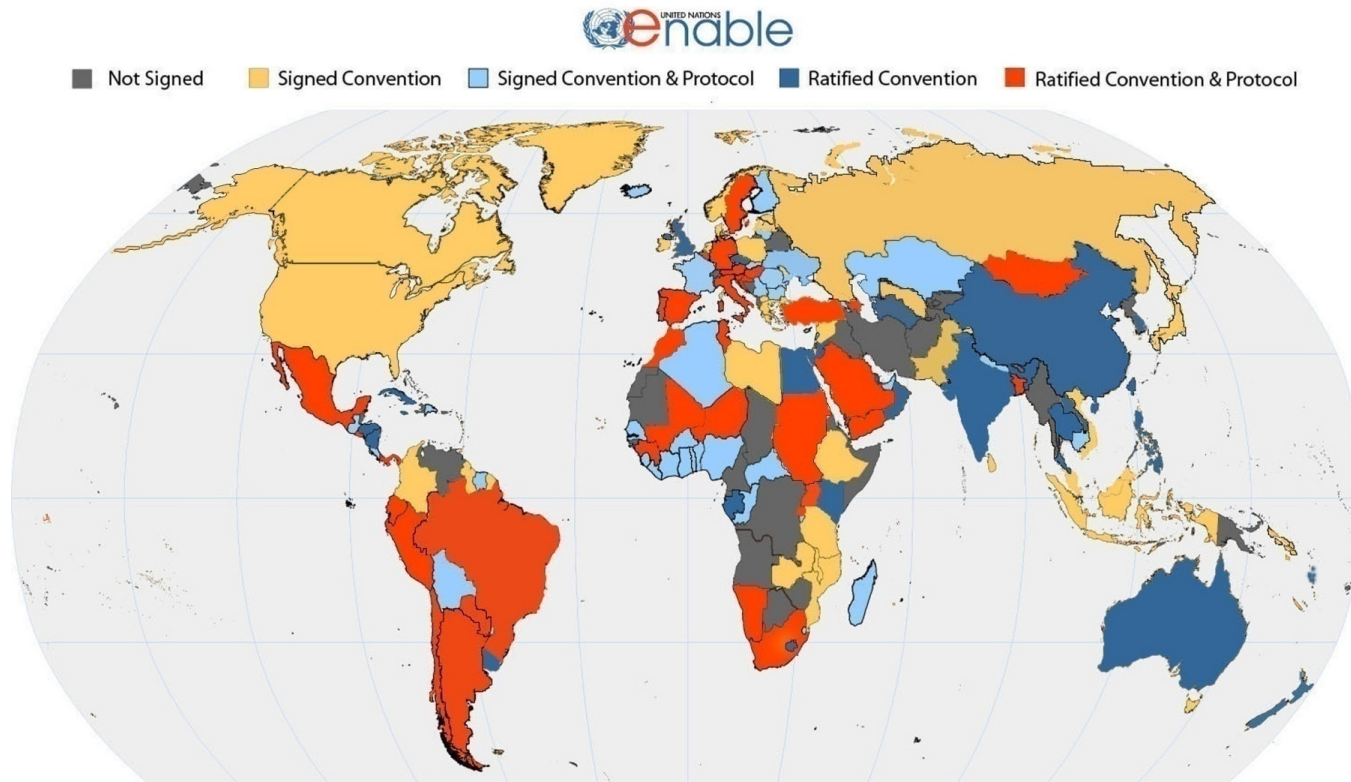 UNITED NATIONS
enable
Not Signed
Signed Convention
Signed Convention & Protocol
Ratified Convention
Ratified Convention & Protocol